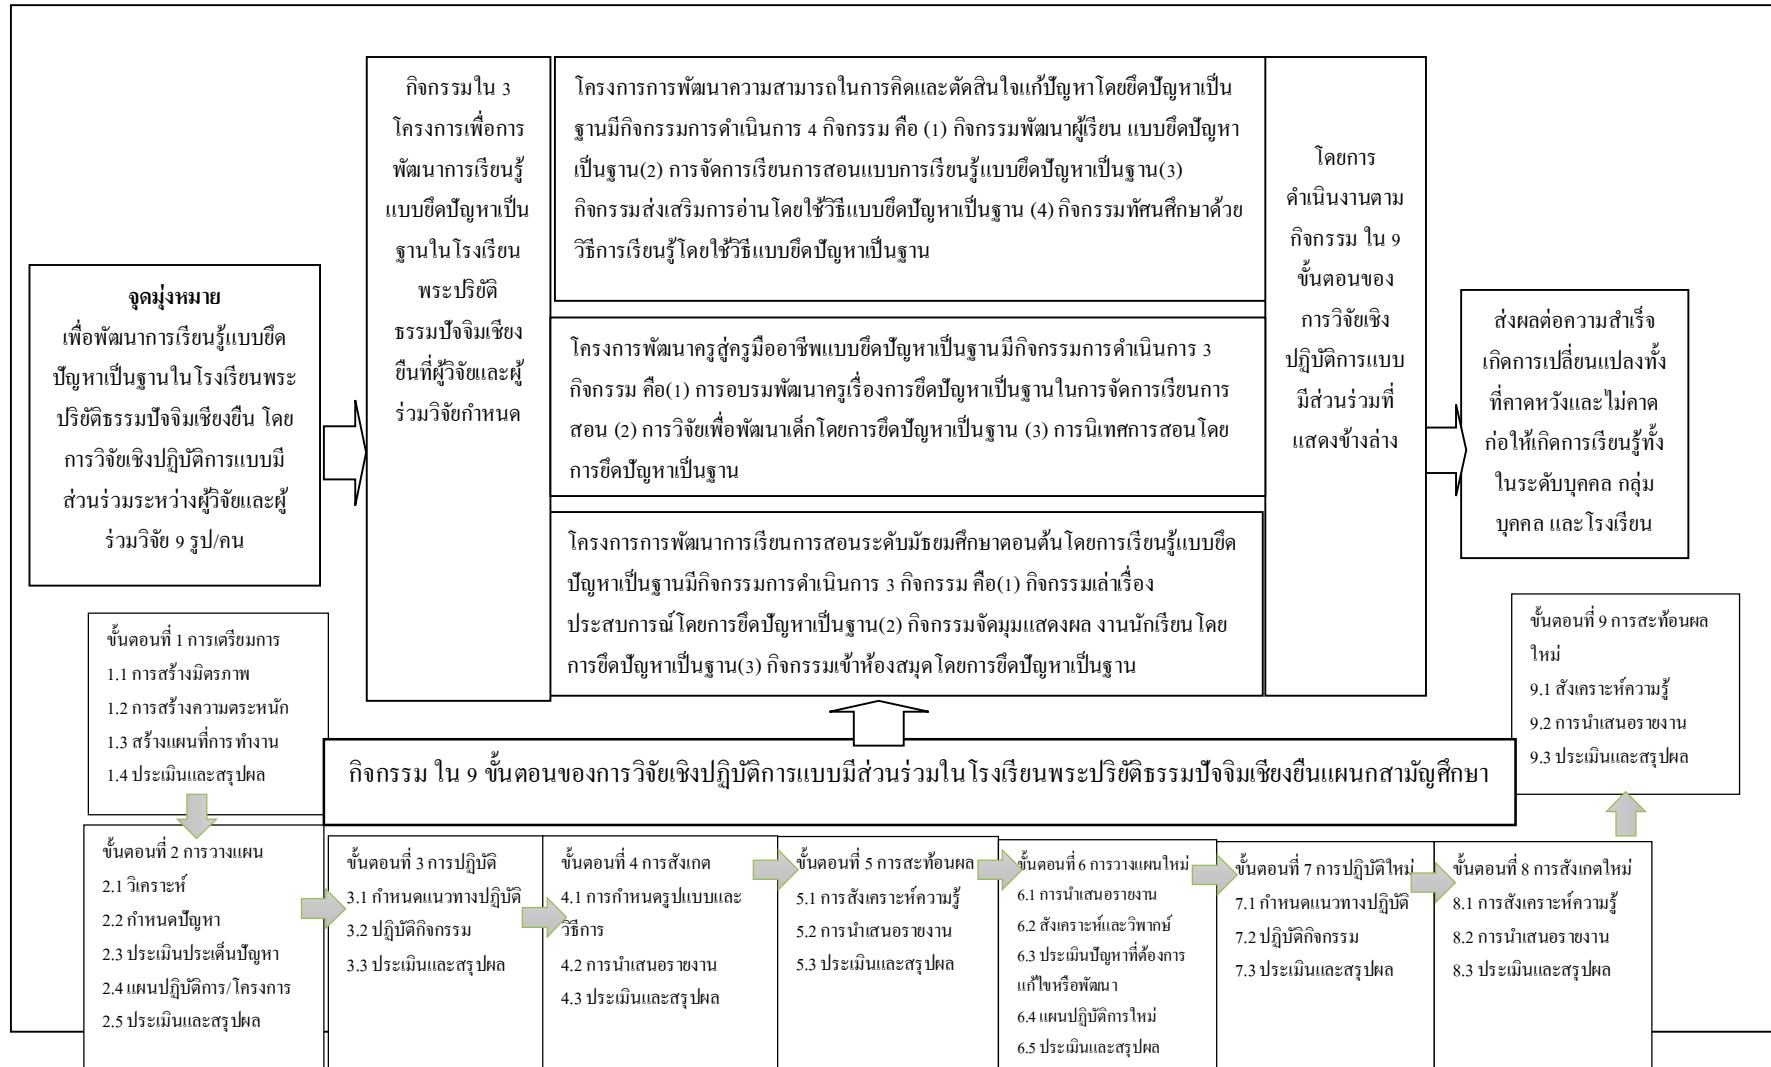 จุดมุ่งหมาย
เพื่อพัฒนาการเรียนรู้แบบยึด
ปัญหาเป็นฐานในโรงเรียนพระ
ปริยัติธรรมปัจจิมเชียงยืน โดย
การวิจัยเชิงปฏิบัติการแบบมี
ส่วนร่วมระหว่างผู้วิจัยและผู้
ร่วมวิจัย 9 รูป/คน
กิจกรรมใน 3
โครงการเพื่อการ
พัฒนาการเรียนรู้
แบบยึดปัญหาเป็น
ฐานในโรงเรียน
พระปริยัติ
ธรรมปัจจิมเชียง
ยืนที่ผู้วิจัยและผู้
ร่วมวิจัยกำหนด
โครงการการพัฒนาความสามารถในการคิดและตัดสินใจแก้ปัญหาโดยยึดปัญหาเป็น
ฐานมีกิจกรรมการดำเนินการ 4 กิจกรรม คือ (1) กิจกรรมพัฒนาผู้เรียน แบบยึดปัญหา
เป็นฐาน(2) การจัดการเรียนการสอนแบบการเรียนรู้แบบยึดปัญหาเป็นฐาน(3)
กิจกรรมส่งเสริมการอ่านโดยใช้วิธีแบบยึดปัญหาเป็นฐาน (4) กิจกรรมทัศนศึกษาด้วย
วิธีการเรียนรู้โดยใช้วิธีแบบยึดปัญหาเป็นฐาน
โครงการพัฒนาครูสู่ครูมืออาชีพแบบยึดปัญหาเป็นฐานมีกิจกรรมการดำเนินการ 3
กิจกรรม คือ(1) การอบรมพัฒนาครูเรื่องการยึดปัญหาเป็นฐานในการจัดการเรียนการ
สอน (2) การวิจัยเพื่อพัฒนาเด็กโดยการยึดปัญหาเป็นฐาน (3) การนิเทศการสอนโดย
การยึดปัญหาเป็นฐาน
โครงการการพัฒนาการเรียนการสอนระดับมัธยมศึกษาตอนต้นโดยการเรียนรู้แบบยึด
ปัญหาเป็นฐานมีกิจกรรมการดำเนินการ 3 กิจกรรม คือ(1) กิจกรรมเล่าเรื่อง
ประสบการณ์โดยการยึดปัญหาเป็นฐาน(2) กิจกรรมจัดมุมแสดงผล งานนักเรียนโดย
การยึดปัญหาเป็นฐาน(3) กิจกรรมเข้าห้องสมุดโดยการยึดปัญหาเป็นฐาน
โดยการ
ดำเนินงานตาม
กิจกรรม ใน 9
ขั้นตอนของ
การวิจัยเชิง
ปฏิบัติการแบบ
มีส่วนร่วมที่
แสดงข้างล่าง
ส่งผลต่อความสำเร็จ
เกิดการเปลี่ยนแปลงทั้ง
ที่คาดหวังและไม่คาด
ก่อให้เกิดการเรียนรู้ทั้ง
ในระดับบุคคล กลุ่ม
บุคคล และโรงเรียน
กิจกรรม ใน 9 ขั้นตอนของการวิจัยเชิงปฏิบัติการแบบมีส่วนร่วมในโรงเรียนพระปริยัติธรรมปัจจิมเชียงยืนแผนกสามัญศึกษา
ขั้นตอนที่ 1 การเตรียมการ
1.1 การสร้างมิตรภาพ
1.2 การสร้างความตระหนัก
1.3 สร้างแผนที่การทำงาน
1.4 ประเมินและสรุปผล
ขั้นตอนที่ 2 การวางแผน
2.1 วิเคราะห์
2.2 กำหนดปัญหา
2.3 ประเมินประเด็นปัญหา
2.4 แผนปฏิบัติการ/โครงการ
2.5 ประเมินและสรุปผล
ขั้นตอนที่ 3 การปฏิบัติ
3.1 กำหนดแนวทางปฏิบัติ
3.2 ปฏิบัติกิจกรรม
3.3 ประเมินและสรุปผล
ขั้นตอนที่ 4 การสังเกต
4.1 การกำหนดรูปแบบและ
วิธีการ
4.2 การนำเสนอรายงาน
4.3 ประเมินและสรุปผล
ขั้นตอนที่ 5 การสะท้อนผล
5.1 การสังเคราะห์ความรู้
5.2 การนำเสนอรายงาน
5.3 ประเมินและสรุปผล
ขั้นตอนที่ 6 การวางแผนใหม่
6.1 การนำเสนอรายงาน
6.2 สังเคราะห์และวิพากษ์
6.3 ประเมินปัญหาที่ต้องการ
แก้ไขหรือพัฒนา
6.4 แผนปฏิบัติการใหม่
6.5 ประเมินและสรุปผล
ขั้นตอนที่ 7 การปฏิบัติใหม่
7.1 กำหนดแนวทางปฏิบัติ
7.2 ปฏิบัติกิจกรรม
7.3 ประเมินและสรุปผล
ขั้นตอนที่ 8 การสังเกตใหม่
8.1 การสังเคราะห์ความรู้
8.2 การนำเสนอรายงาน
8.3 ประเมินและสรุปผล
ขั้นตอนที่ 9 การสะท้อนผล
ใหม่
9.1 สังเคราะห์ความรู้
9.2 การนำเสนอรายงาน
9.3 ประเมินและสรุปผล